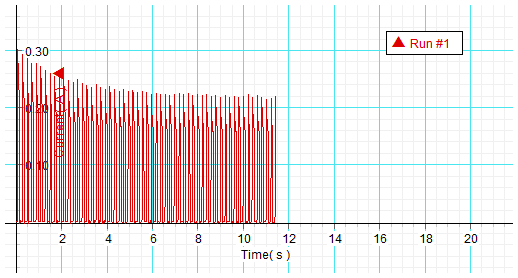 0.30
Run #1
0.20
Current( A )
0.10
2 4 6 8 10 12 14 16 18 20
Time( s )